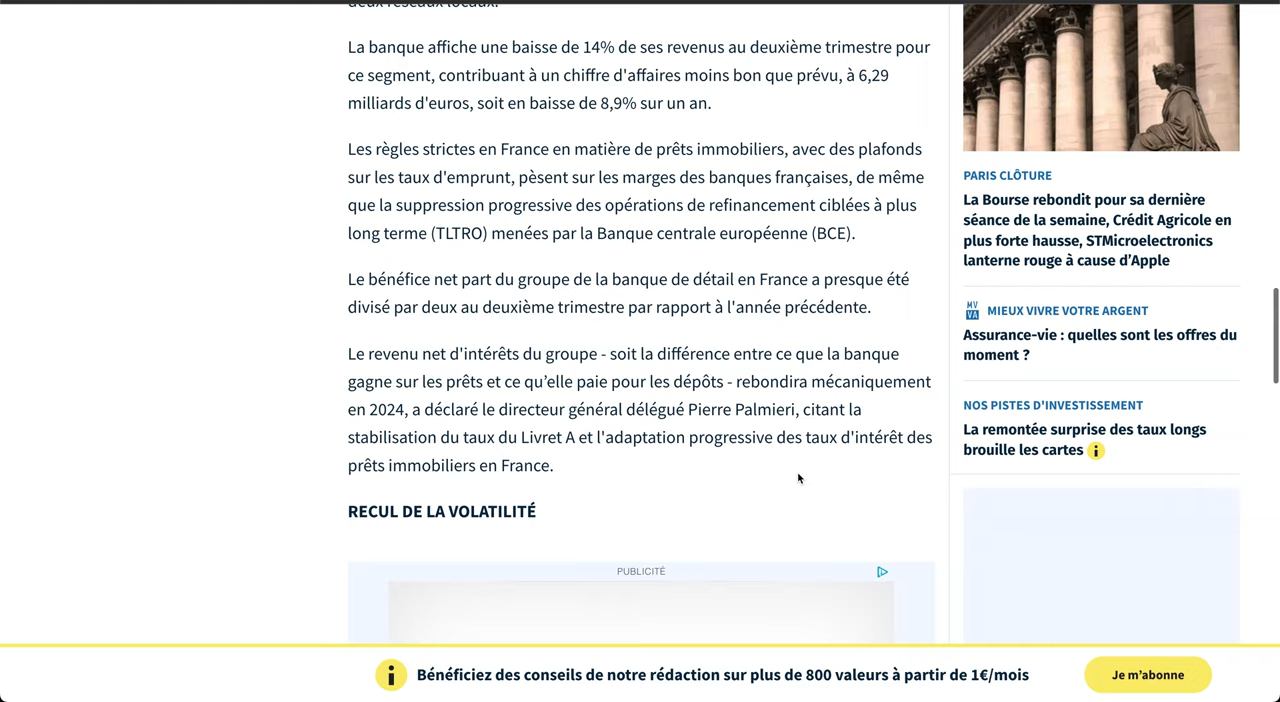 deux réseaux locaux.
La banque affiche une baisse de 14% de ses revenus au deuxième trimestre pour
ce segment, contribuant à un chiffre d'affaires moins bon que prévu, à 6,29
milliards d'euros, soit en baisse de 8,9% sur un an.
Les règles strictes en France en matière de prêts immobiliers, avec des plafonds
sur les taux d'emprunt, pèsent sur les marges des banques françaises, de même
que la suppression progressive des opérations de refinancement ciblées à plus
long terme (TLTRO) menées par la Banque centrale européenne (BCE).
Le bénéfice net part du groupe de la banque de détail en France a presque été
divisé par deux au deuxième trimestre par rapport à l'année précédente.
Le revenu net d'intérêts du groupe - soit la différence entre ce que la banque
gagne sur les prêts et ce qu’elle paie pour les dépôts - rebondira mécaniquement
en 2024, a déclaré le directeur général délégué Pierre Palmieri, citant la
stabilisation du taux du Livret A et l'adaptation progressive des taux d'intérêt des
prêts immobiliers en France.
RECUL DE LA VOLATILITÉ
PUBLICITÉ
PARIS CLÔTURE
La Bourse rebondit pour sa dernière
séance de la semaine, Crédit Agricole en
plus forte hausse, STMicroelectronics
lanterne rouge à cause d’Apple
MV
VA
MIEUX VIVRE VOTRE ARGENT
Assurance-vie : quelles sont les offres du
moment ?
NOS PISTES D'INVESTISSEMENT
La remontée surprise des taux longs
brouille les cartes i
i Bénéficiez des conseils de notre rédaction sur plus de 800 valeurs à partir de 1€/mois
Je m’abonne